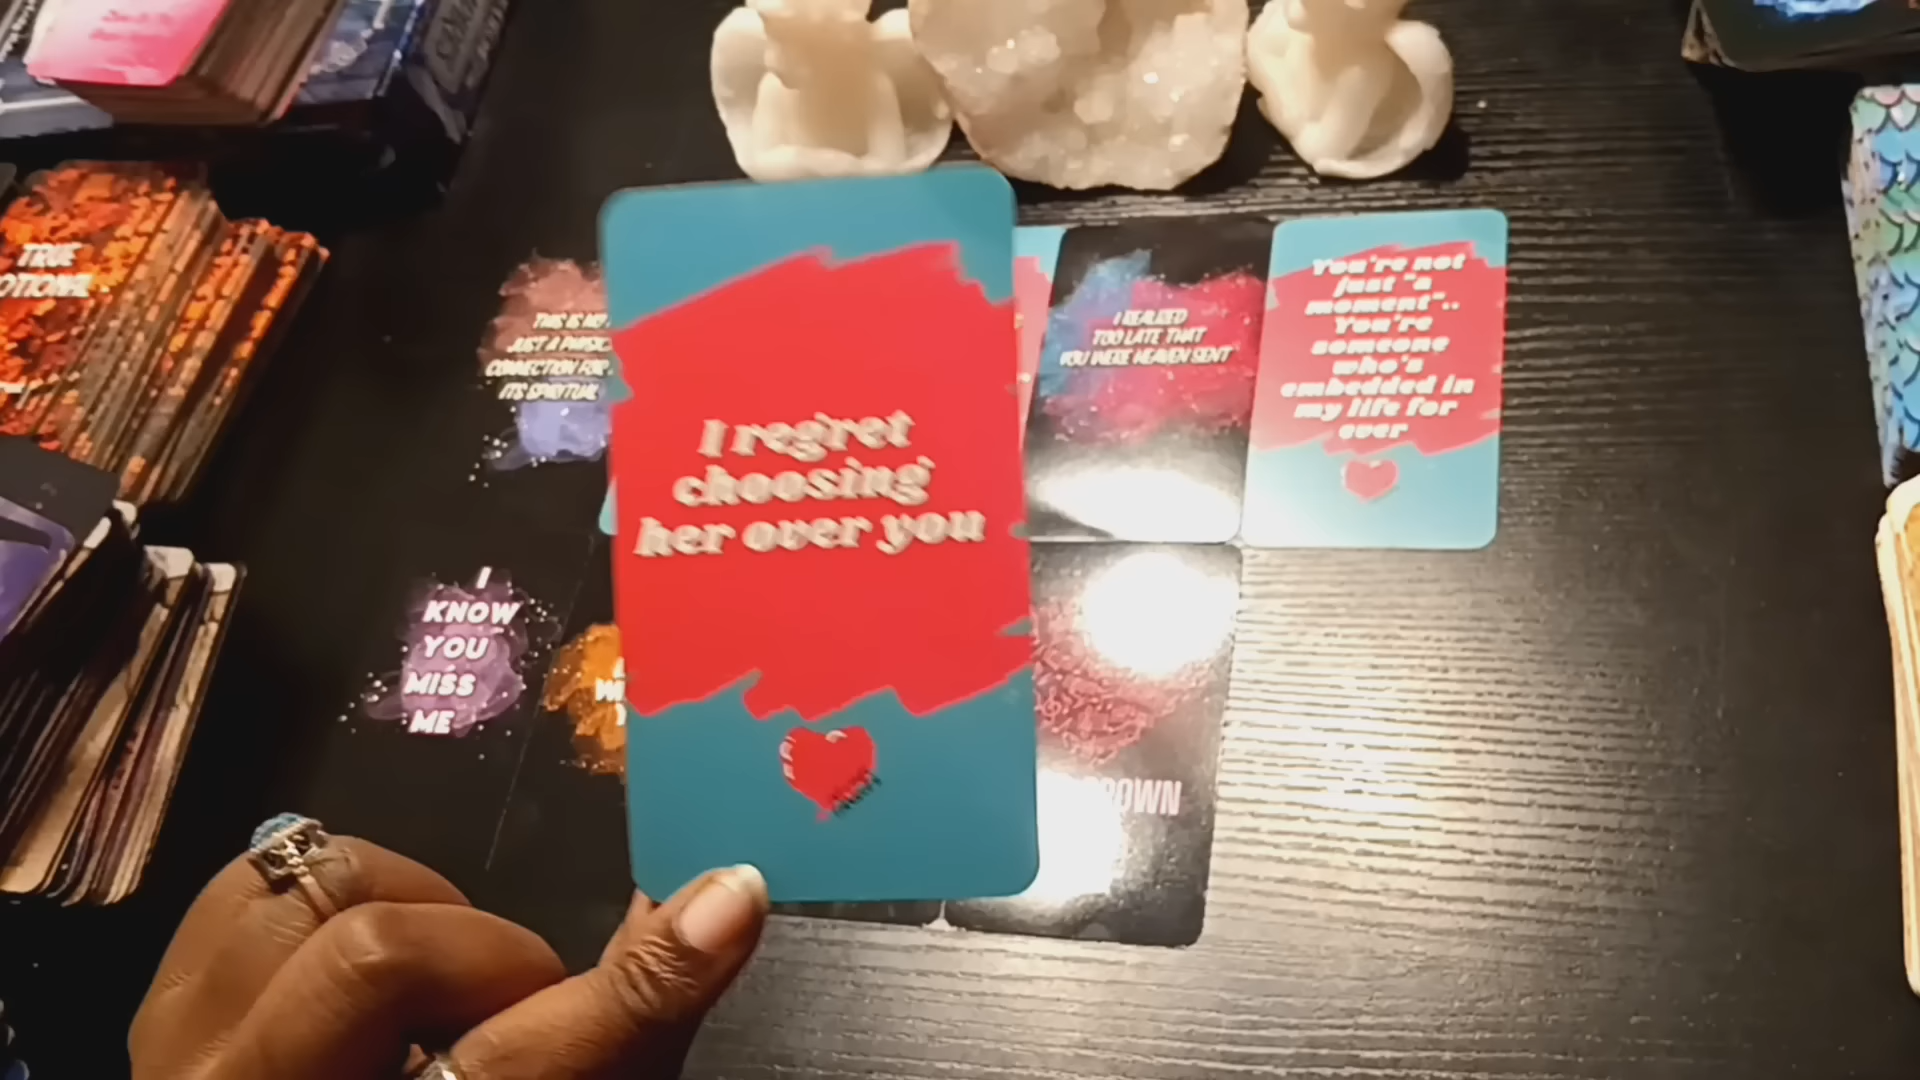 TRUE
THIS IS NOT
JUST A PHYSICAL
CONNECTION FOR
ITS SPIRITUAL
I regret
choosing
her over you
I REALIZED
TOO LATE THAT
YOU WERE HEAVEN SENT
You're not
just "a
moment"..
You're
someone
who's
embedded in
my life for
ever
I
KNOW
YOU
MISS
ME
DOWN